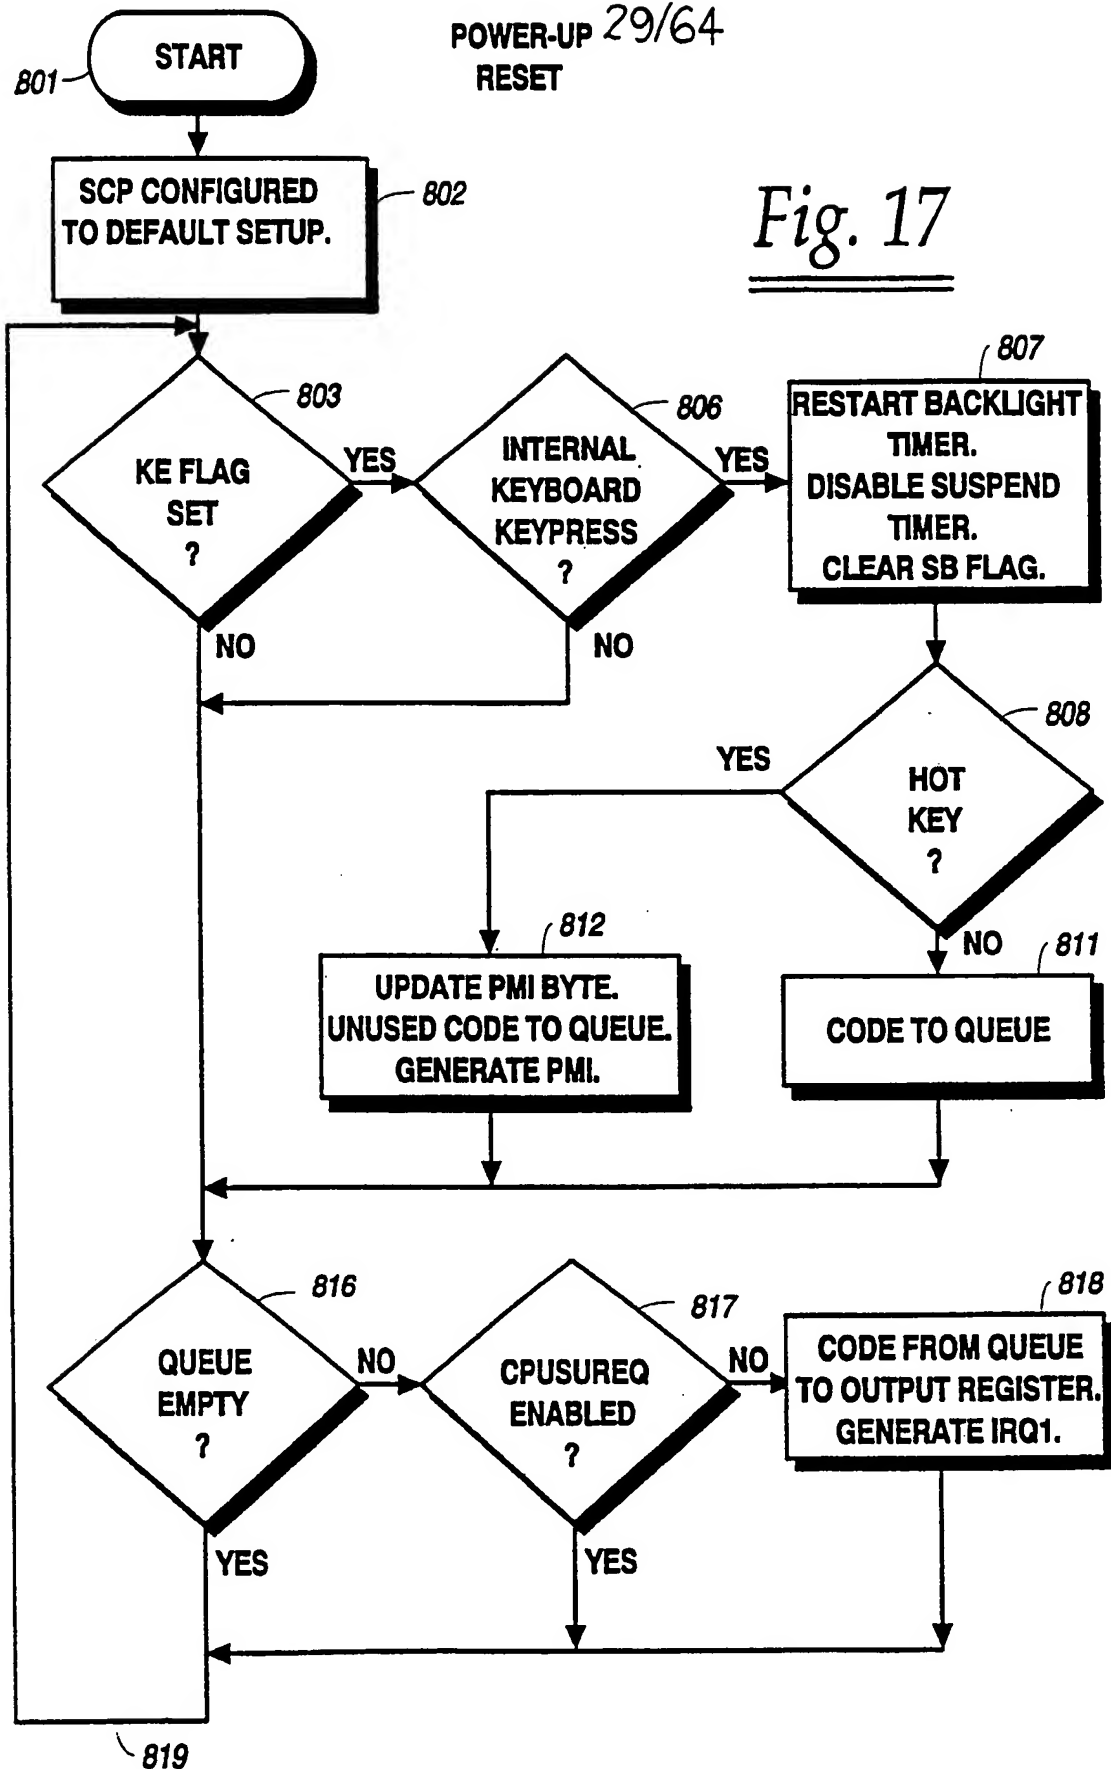 POWER-UP 29/64
RESET
START
801
SCP CONFIGURED
TO DEFAULT SETUP.
802
Fig. 17
803
KE FLAG
SET
?
YES
NO
806
INTERNAL
KEYBOARD
KEYPRESS
?
YES
NO
807
RESTART BACKLIGHT
TIMER.
DISABLE SUSPEND
TIMER.
CLEAR SB FLAG.
808
HOT
KEY
?
YES
NO
812
UPDATE PMI BYTE.
UNUSED CODE TO QUEUE.
GENERATE PMI.
811
CODE TO QUEUE
816
QUEUE
EMPTY
?
NO
YES
817
CPUSUREQ
ENABLED
?
NO
YES
818
CODE FROM QUEUE
TO OUTPUT REGISTER.
GENERATE IRQ1.
819